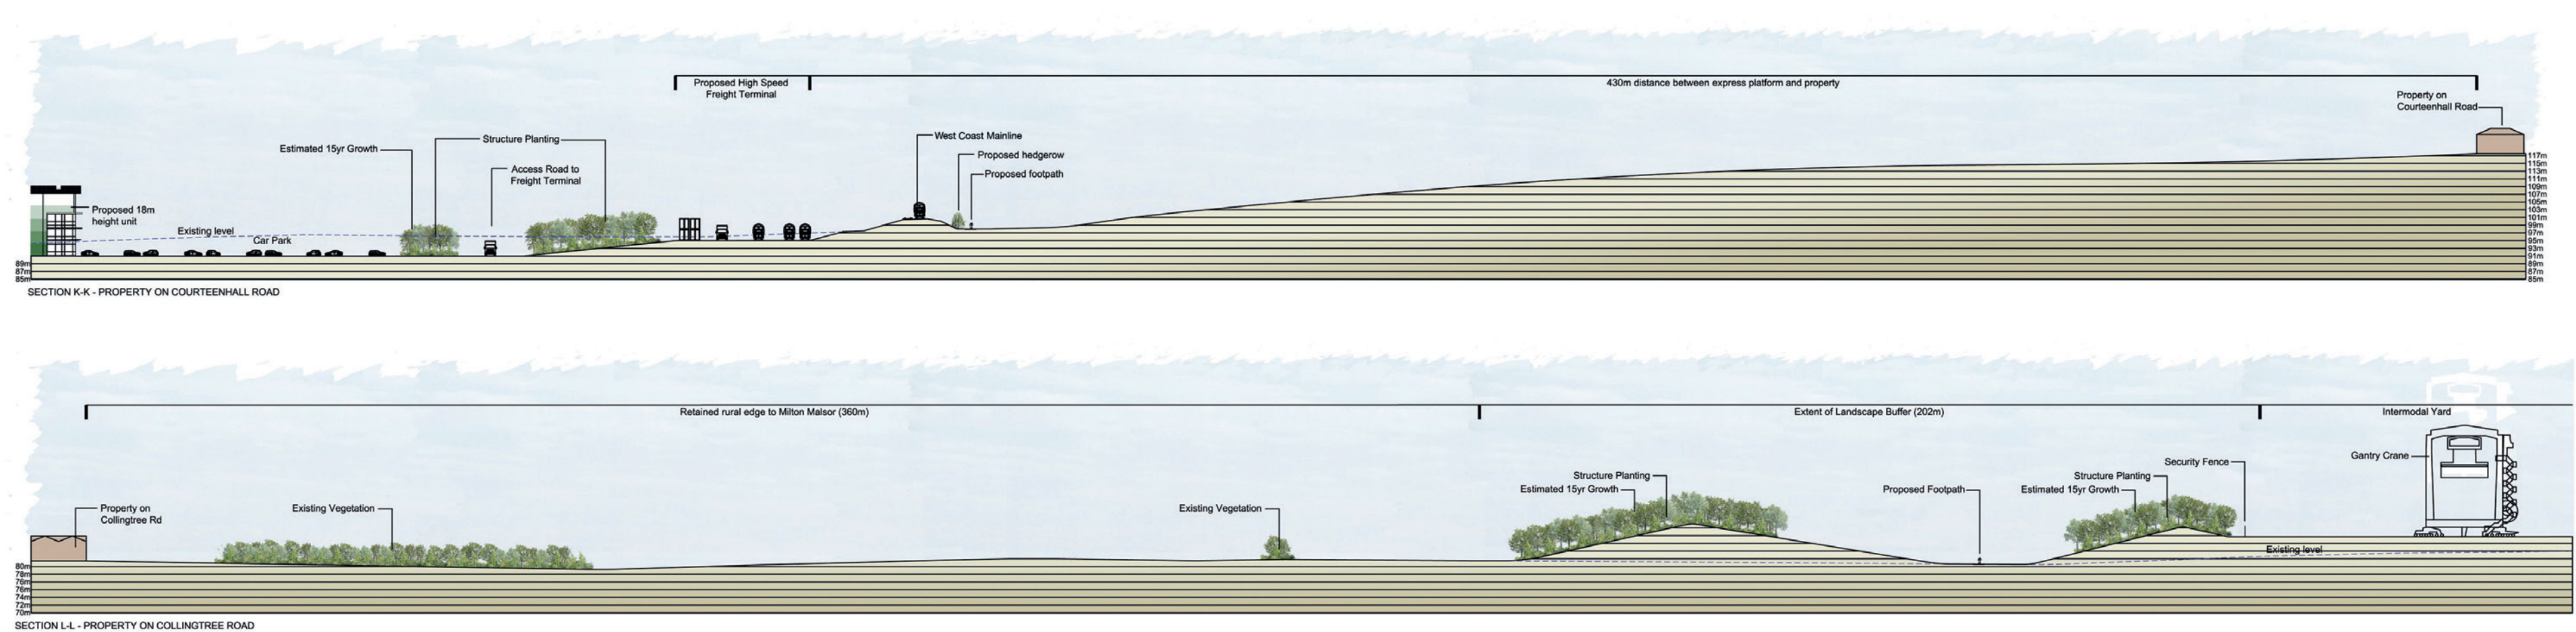 Proposed High Speed
Freight Terminal
430m distance between express platform and property
Property on
Courteenhall Road
Estimated 15yr Growth
Structure Planting
Access Road to
Freight Terminal
West Coast Mainline
Proposed hedgerow
Proposed footpath
Proposed 18m
height unit
Existing level
Car Park
89m
87m
85m
117m
115m
113m
111m
109m
107m
105m
103m
101m
99m
97m
95m
93m
91m
89m
87m
85m
SECTION K-K - PROPERTY ON COURTEENHALL ROAD
Retained rural edge to Milton Malsor (360m)
Extent of Landscape Buffer (202m)
Intermodal Yard
Property on
Collingtree Rd
Existing Vegetation
Existing Vegetation
Structure Planting
Estimated 15yr Growth
Proposed Footpath
Security Fence
Structure Planting
Estimated 15yr Growth
Gantry Crane
Existing level
80m
78m
76m
74m
72m
70m
SECTION L-L - PROPERTY ON COLLINGTREE ROAD